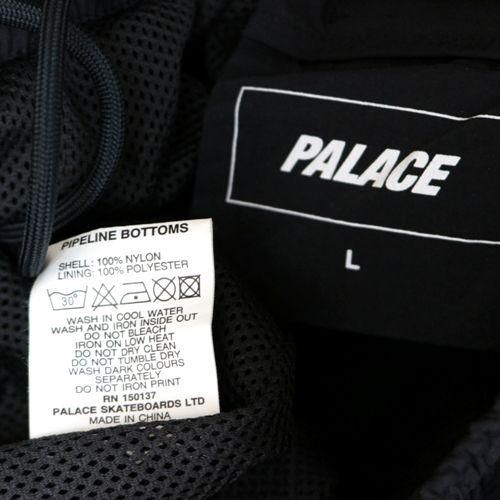 PALACE
L
PIPELINE BOTTOMS
SHELL: 100% NYLON
LINING: 100% POLYESTER
30°
WASH IN COOL WATER
WASH AND IRON INSIDE OUT
DO NOT BLEACH
IRON ON LOW HEAT
DO NOT DRY CLEAN
DO NOT TUMBLE DRY
WASH DARK COLOURS
SEPARATELY
DO NOT IRON PRINT
RN 150137
PALACE SKATEBOARDS LTD
MADE IN CHINA